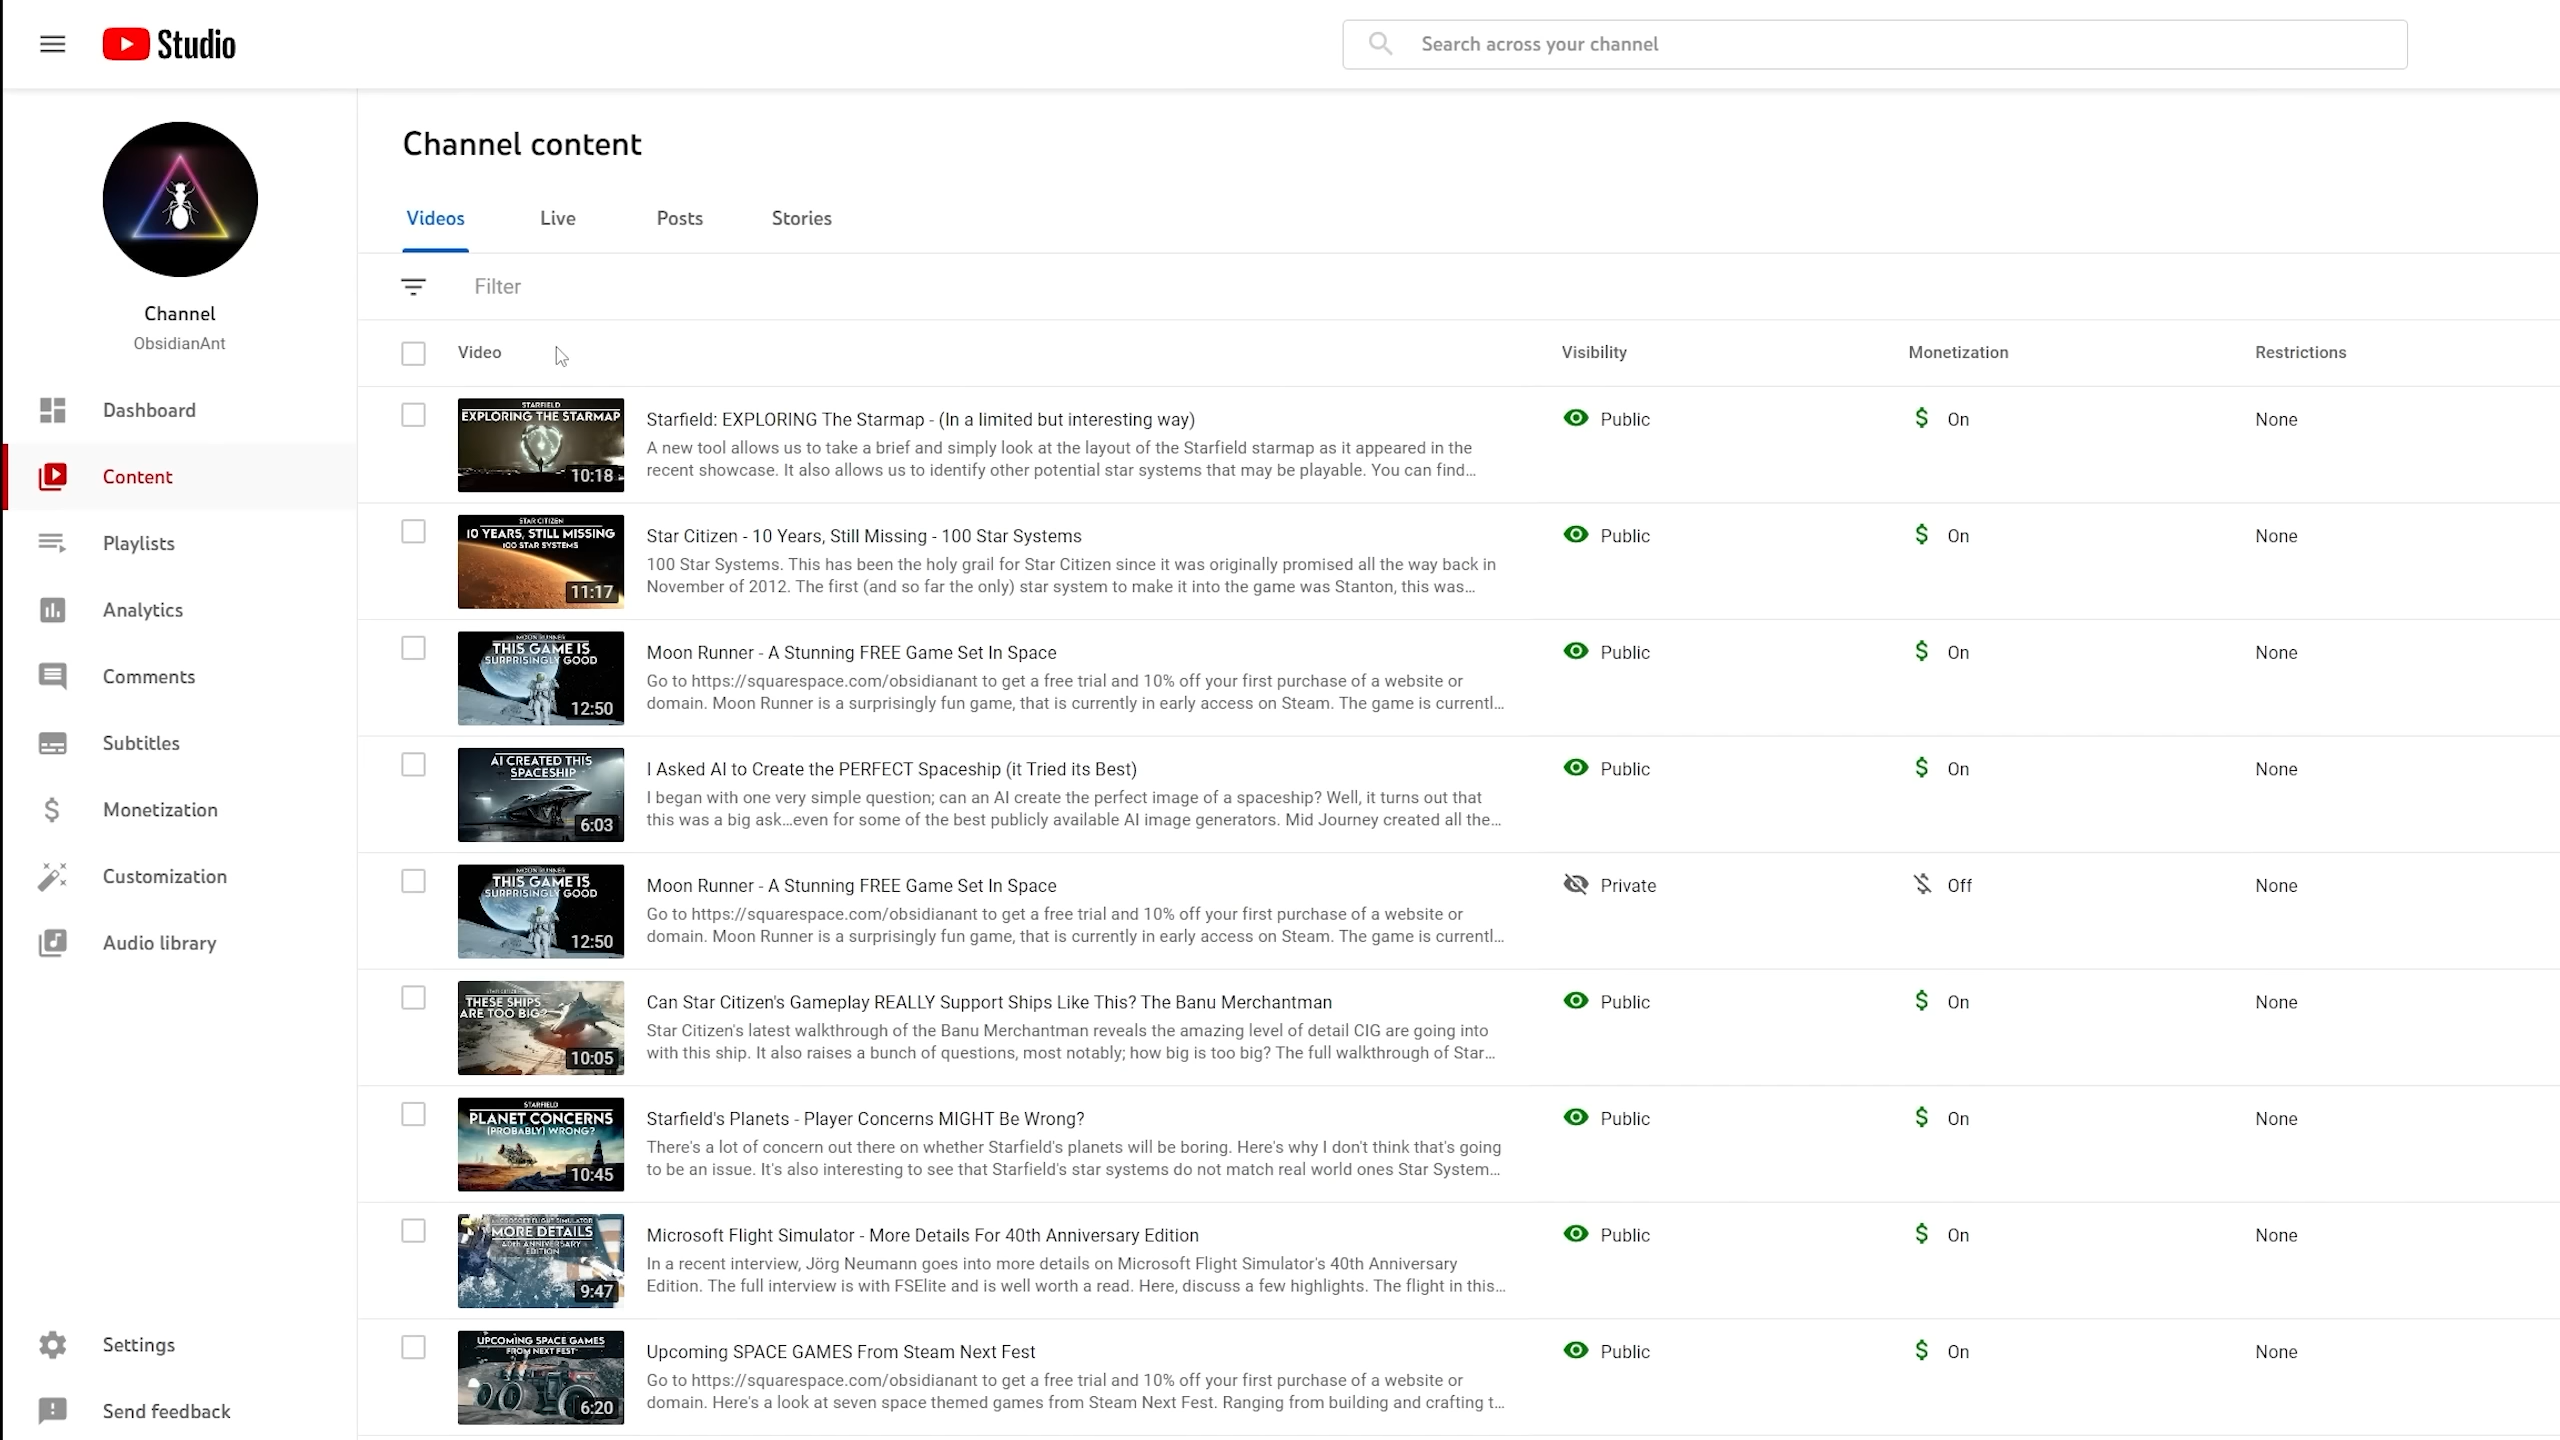 Studio
Search across your channel
Channel
ObsidianAnt
Dashboard
Content
Playlists
Analytics
Comments
Subtitles
Monetization
Customization
Audio library
Settings
Send feedback
Channel content
Videos Live Posts Stories
Filter
Video Visibility Monetization Restrictions
STARFIELD
EXPLORING THE STARMAP
10:18
Starfield: EXPLORING The Starmap - (In a limited but interesting way)
A new tool allows us to take a brief and simply look at the layout of the Starfield starmap as it appeared in the
recent showcase. It also allows us to identify other potential star systems that may be playable. You can find...
Public On None
STAR CITIZEN
10 YEARS, STILL MISSING
100 STAR SYSTEMS
11:17
Star Citizen - 10 Years, Still Missing - 100 Star Systems
100 Star Systems. This has been the holy grail for Star Citizen since it was originally promised all the way back in
November of 2012. The first (and so far the only) star system to make it into the game was Stanton, this was...
Public On None
MOON RUNNER
THIS GAME IS
SURPRISINGLY GOOD
12:50
Moon Runner - A Stunning FREE Game Set In Space
Go to https://squarespace.com/obsidianant to get a free trial and 10% off your first purchase of a website or
domain. Moon Runner is a surprisingly fun game, that is currently in early access on Steam. The game is currentl...
Public On None
AI CREATED THIS
SPACESHIP
6:03
I Asked AI to Create the PERFECT Spaceship (it Tried its Best)
I began with one very simple question; can an AI create the perfect image of a spaceship? Well, it turns out that
this was a big ask...even for some of the best publicly available AI image generators. Mid Journey created all the...
Public On None
MOON RUNNER
THIS GAME IS
SURPRISINGLY GOOD
12:50
Moon Runner - A Stunning FREE Game Set In Space
Go to https://squarespace.com/obsidianant to get a free trial and 10% off your first purchase of a website or
domain. Moon Runner is a surprisingly fun game, that is currently in early access on Steam. The game is currentl...
Private Off None
STAR CITIZEN
THESE SHIPS
ARE TOO BIG?
10:05
Can Star Citizen's Gameplay REALLY Support Ships Like This? The Banu Merchantman
Star Citizen's latest walkthrough of the Banu Merchantman reveals the amazing level of detail CIG are going into
with this ship. It also raises a bunch of questions, most notably; how big is too big? The full walkthrough of Star...
Public On None
STARFIELD
PLANET CONCERNS
(PROBABLY) WRONG?
10:45
Starfield's Planets - Player Concerns MIGHT Be Wrong?
There's a lot of concern out there on whether Starfield's planets will be boring. Here's why I don't think that's going
to be an issue. It's also interesting to see that Starfield's star systems do not match real world ones Star System...
Public On None
MICROSOFT FLIGHT SIMULATOR
MORE DETAILS
40th ANNIVERSARY
EDITION
9:47
Microsoft Flight Simulator - More Details For 40th Anniversary Edition
In a recent interview, Jörg Neumann goes into more details on Microsoft Flight Simulator's 40th Anniversary
Edition. The full interview is with FSElite and is well worth a read. Here, discuss a few highlights. The flight in this...
Public On None
UPCOMING SPACE GAMES
FROM NEXT FEST
6:20
Upcoming SPACE GAMES From Steam Next Fest
Go to https://squarespace.com/obsidianant to get a free trial and 10% off your first purchase of a website or
domain. Here's a look at seven space themed games from Steam Next Fest. Ranging from building and crafting t...
Public On None